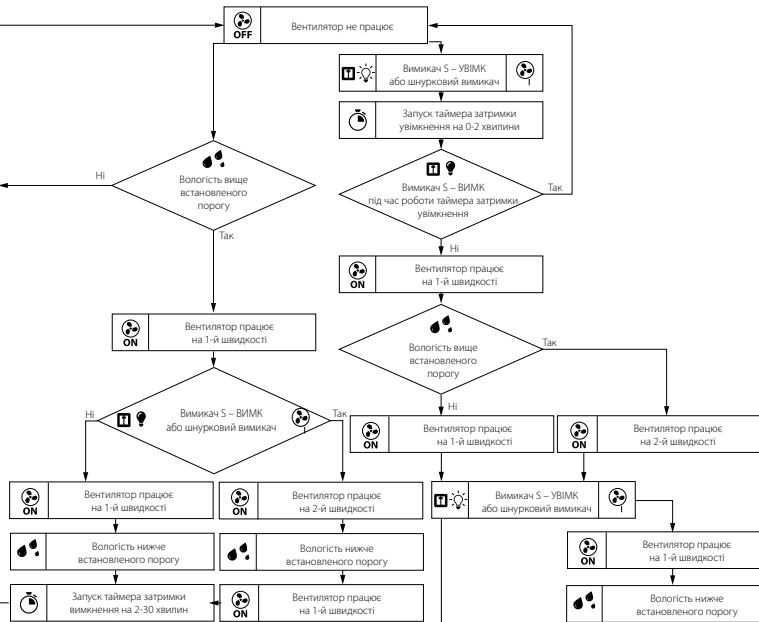 OFF
Вентилятор не працює
Вимикач S – УВІМК
або шнурковий вимикач
Запуск таймера затримки
увімкнення на 0-2 хвилини
Ні
Вологість вище
встановленого
порогу
Так
Вимикач S – ВИМК
під час роботи таймера затримки
увімкнення
Так
Ні
ON
Вентилятор працює
на 1-й швидкості
ON
Вентилятор працює
на 1-й швидкості
Вологість вище
встановленого
порогу
Так
Ні
Ні
Вимикач S – ВИМК
або шнурковий вимикач
Так
ON
Вентилятор працює
на 1-й швидкості
ON
Вентилятор працює
на 2-й швидкості
ON
Вентилятор працює
на 1-й швидкості
ON
Вентилятор працює
на 2-й швидкості
Вимикач S – УВІМК
або шнурковий вимикач
Вологість нижче
встановленого порогу
Вологість нижче
встановленого порогу
ON
Вентилятор працює
на 1-й швидкості
Запуск таймера затримки
вимкнення на 2-30 хвилин
ON
Вентилятор працює
на 1-й швидкості
Вологість нижче
встановленого порогу